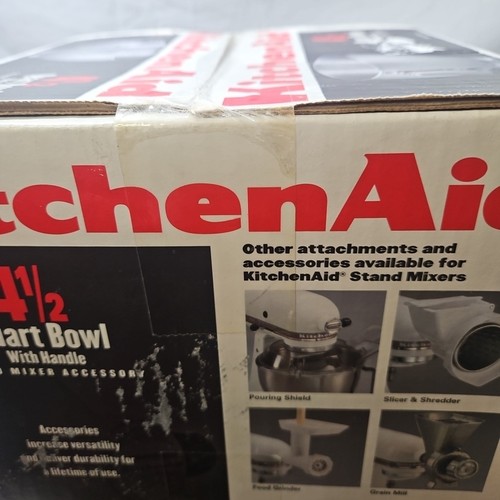 KitchenAid
tchenAid
Other attachments and
accessories available for
KitchenAid® Stand Mixers
4½
uart Bowl
With Handle
D MIXER ACCESSORY
Accessories
increase versatility
and deliver durability for
a lifetime of use.
Pouring Shield
Slicer & Shredder
Food Grinder
Grain Mill